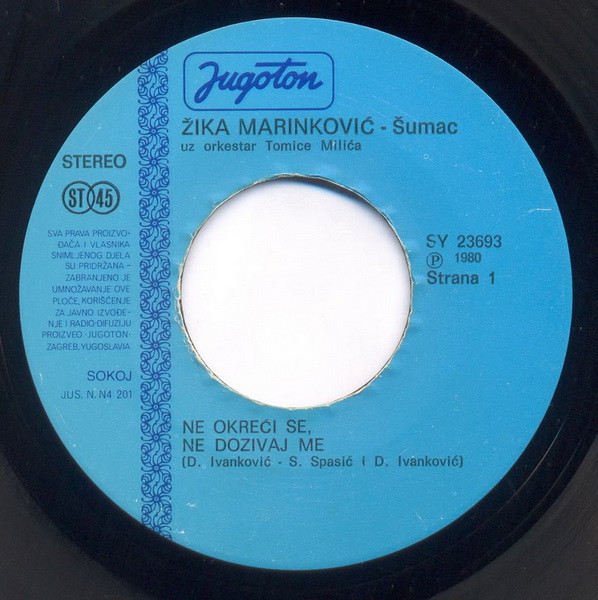 Jugoton
ŽIKA MARINKOVIĆ - Šumac
uz orkestar Tomice Milića
STEREO
ST 45
SVA PRAVA PROIZVO-
ĐAČA I VLASNIKA
SNIMLJENOG DJELA
SU PRIDRŽANA –
ZABRANJENO JE
UMNOŽAVANJE OVE
PLOČE, KORIŠĆENJE
ZA JAVNO IZVOĐE-
NJE I RADIO-DIFUZIJU
PROIZVEO -JUGOTON-
ZAGREB, YUGOSLAVIA
SOKOJ
JUS. N. N4 201
SY 23693
Ⓟ 1980
Strana 1
NE OKREĆI SE,
NE DOZIVAJ ME
(D. Ivanković - S. Spasić i D. Ivanković)